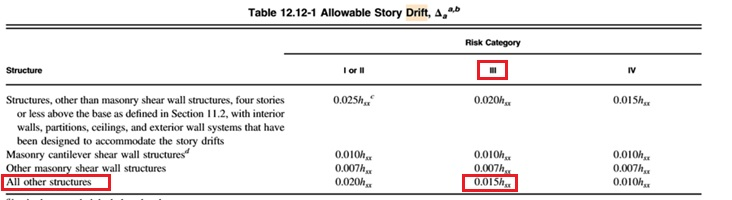 Table 12.12-1 Allowable Story Drift, Δₐᵃ,ᵇ
Risk Category
Structure I or II III IV
Structures, other than masonry shear wall structures, four stories 0.025hₛₓᶜ 0.020hₛₓ 0.015hₛₓ
or less above the base as defined in Section 11.2, with interior
walls, partitions, ceilings, and exterior wall systems that have
been designed to accommodate the story drifts
Masonry cantilever shear wall structuresᵈ 0.010hₛₓ 0.010hₛₓ 0.010hₛₓ
Other masonry shear wall structures 0.007hₛₓ 0.007hₛₓ 0.007hₛₓ
All other structures 0.020hₛₓ 0.015hₛₓ 0.010hₛₓ